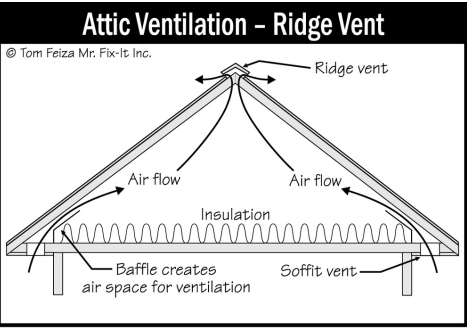 Attic Ventilation – Ridge Vent
© Tom Feiza Mr. Fix-It Inc.
Ridge vent
Air flow
Air flow
Insulation
Baffle creates
air space for ventilation
Soffit vent